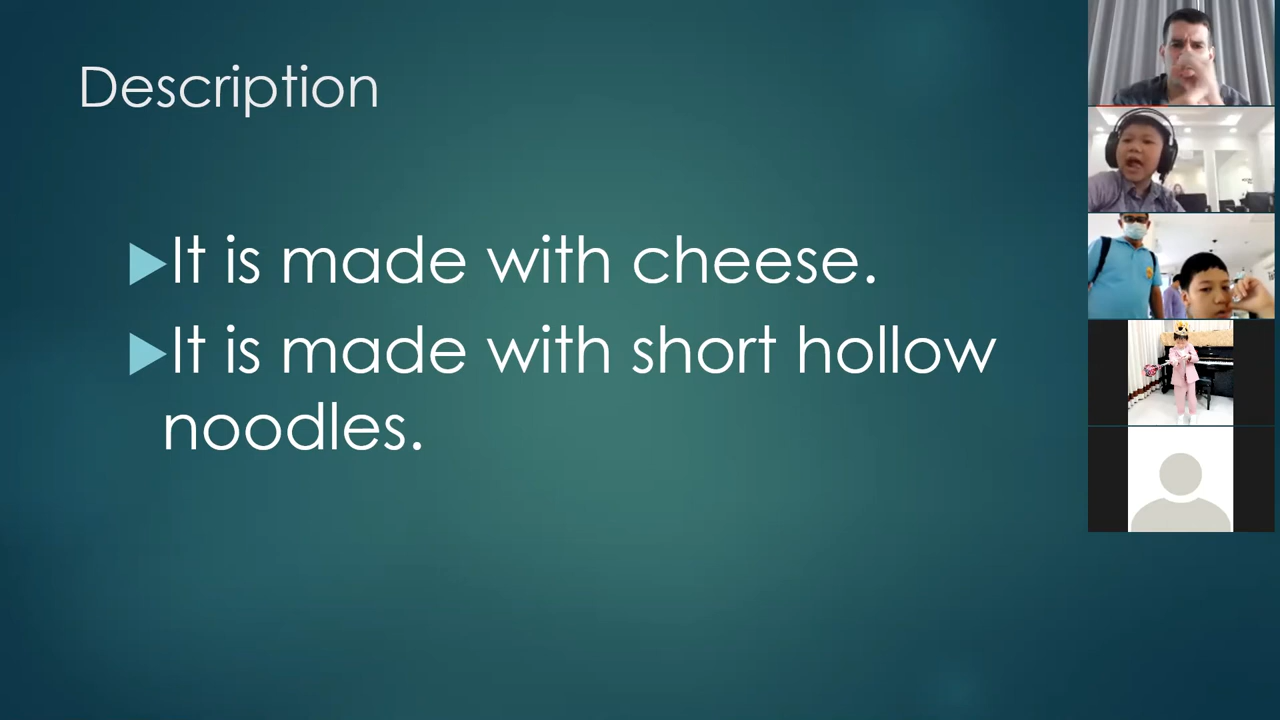 Description
It is made with cheese.
It is made with short hollow
noodles.